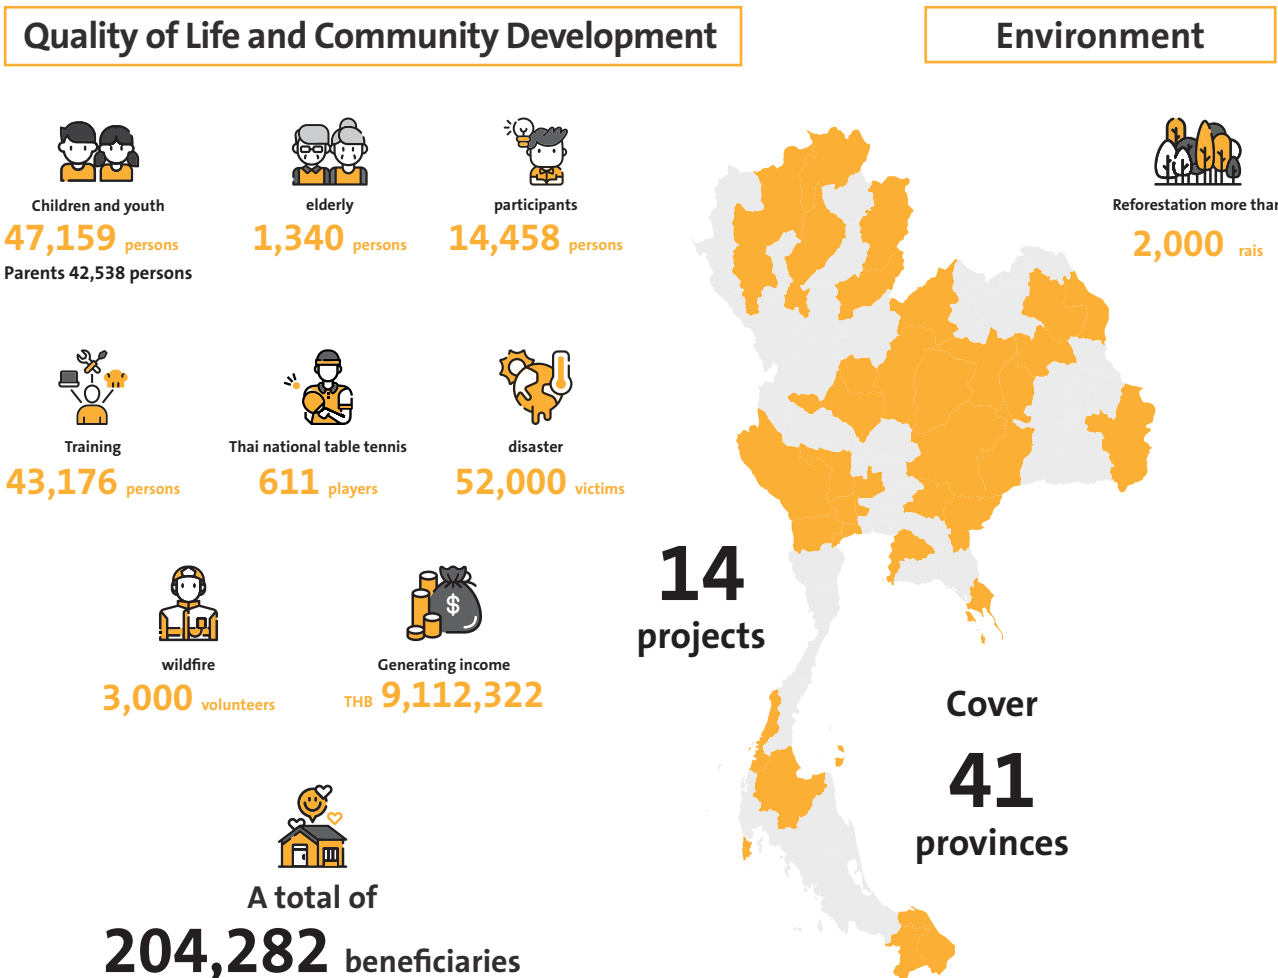 Quality of Life and Community Development
Environment
Children and youth
47,159 persons
Parents 42,538 persons
elderly
1,340 persons
participants
14,458 persons
Reforestation more than
2,000 rais
Training
43,176 persons
Thai national table tennis
611 players
disaster
52,000 victims
wildfire
3,000 volunteers
$
Generating income
THB 9,112,322
14
projects
Cover
41
provinces
A total of
204,282 beneficiaries